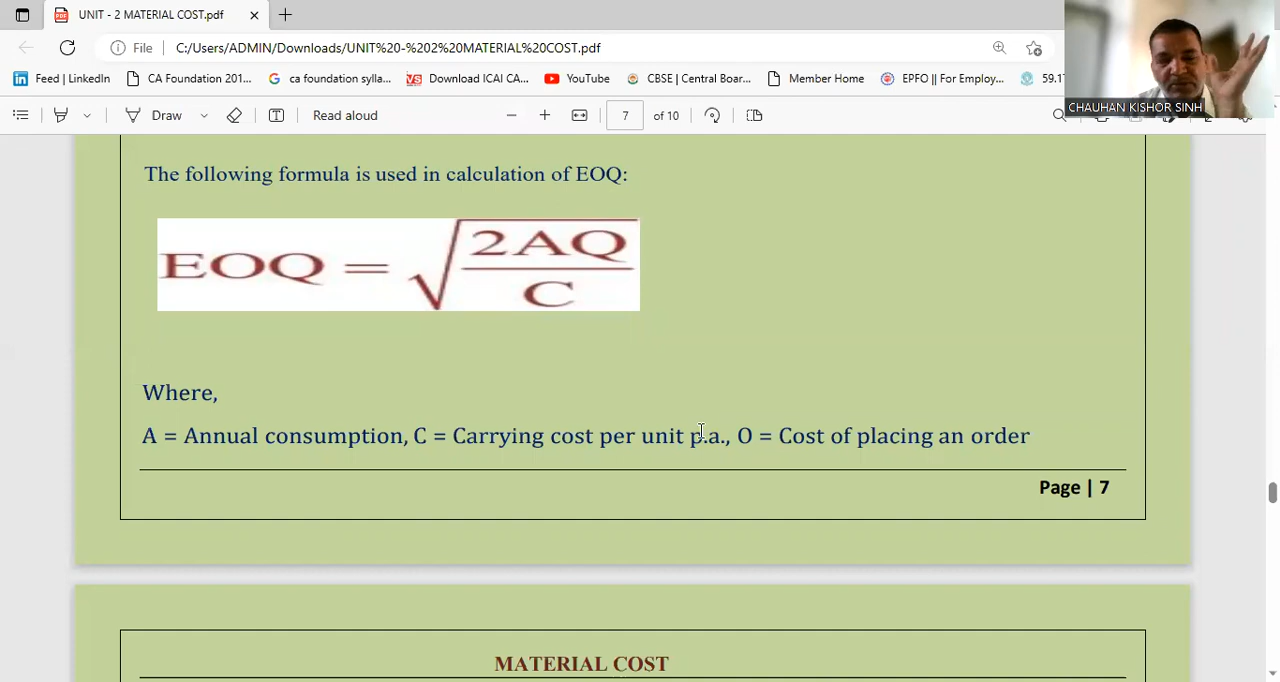 UNIT - 2 MATERIAL COST.pdf
File C:/Users/ADMIN/Downloads/UNIT%20-%202%20MATERIAL%20COST.pdf
Feed | LinkedIn CA Foundation 201... ca foundation sylla... Download ICAI CA... YouTube CBSE | Central Boar... Member Home EPFO || For Employ... 59.1
CHAUHAN KISHOR SINH
Draw Read aloud 7 of 10
The following formula is used in calculation of EOQ:
EOQ = √2AQ/C
Where,
A = Annual consumption, C = Carrying cost per unit p.a., O = Cost of placing an order
Page | 7
MATERIAL COST